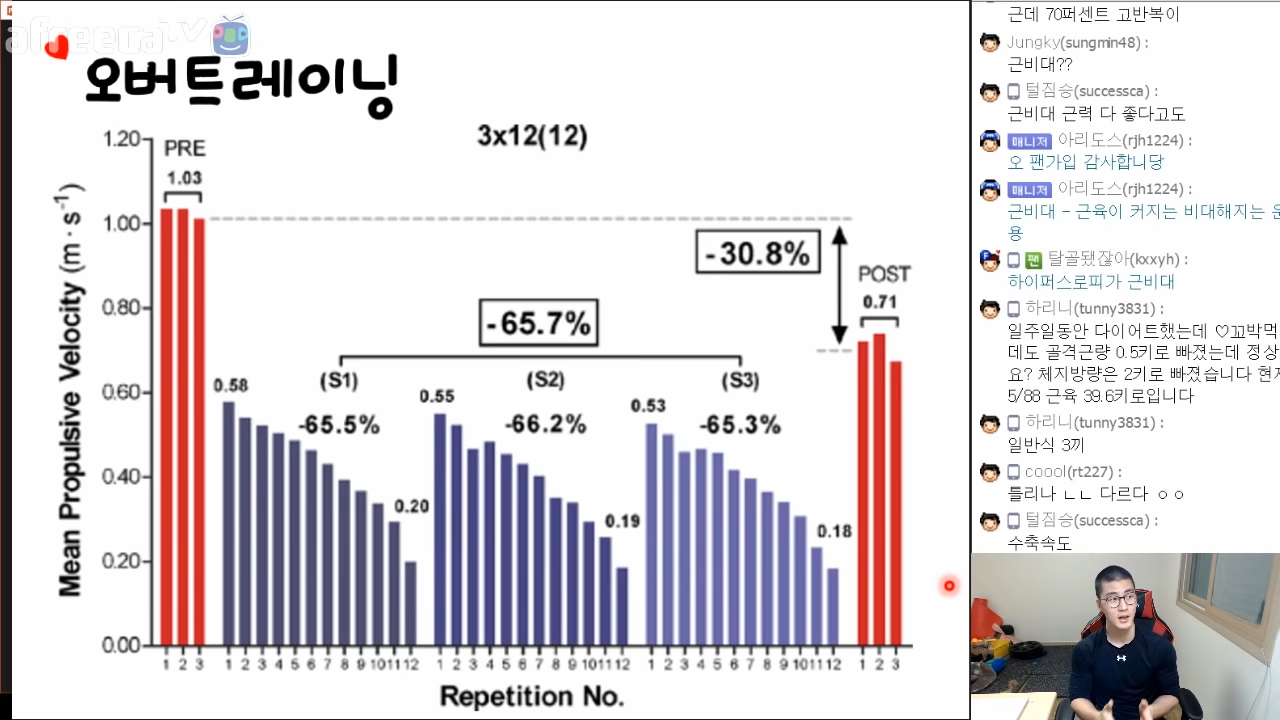 afreecaTV
오버트레이닝
3x12(12)
1.20
1.00
0.80
0.60
0.40
0.20
0.00
Mean Propulsive Velocity (m · s⁻¹)
PRE
1.03
-30.8%
POST
0.71
-65.7%
(S1)
(S2)
(S3)
0.58
0.55
0.53
-65.5%
-66.2%
-65.3%
0.20
0.19
0.18
1 2 3
1 2 3 4 5 6 7 8 9 10 11 12
1 2 3 4 5 6 7 8 9 10 11 12
1 2 3 4 5 6 7 8 9 10 11 12
1 2 3
Repetition No.
근데 70퍼센트 고반복이
Jungky(sungmin48) :
근비대??
털짐승(successca) :
근비대 근력 다 좋다고도
매니저 아리도스(rjh1224) :
오 팬가입 감사합니당
매니저 아리도스(rjh1224) :
근비대 - 근육이 커지는 비대해지는
용
팬 탈골됐잖아(kxxyh) :
하이퍼스로피가 근비대
하리니(tunny3831) :
일주일동안 다이어트했는데 ♡꼬박먹
데도 골격근량 0.5키로 빠졌는데 정상
요? 체지방량은 2키로 빠졌습니다
5/88 근육 39.6키로입니다
하리니(tunny3831) :
일반식 3끼
coool(rt227) :
틀리나 ㄴㄴ 다르다 ㅇㅇ
털짐승(successca) :
수축속도